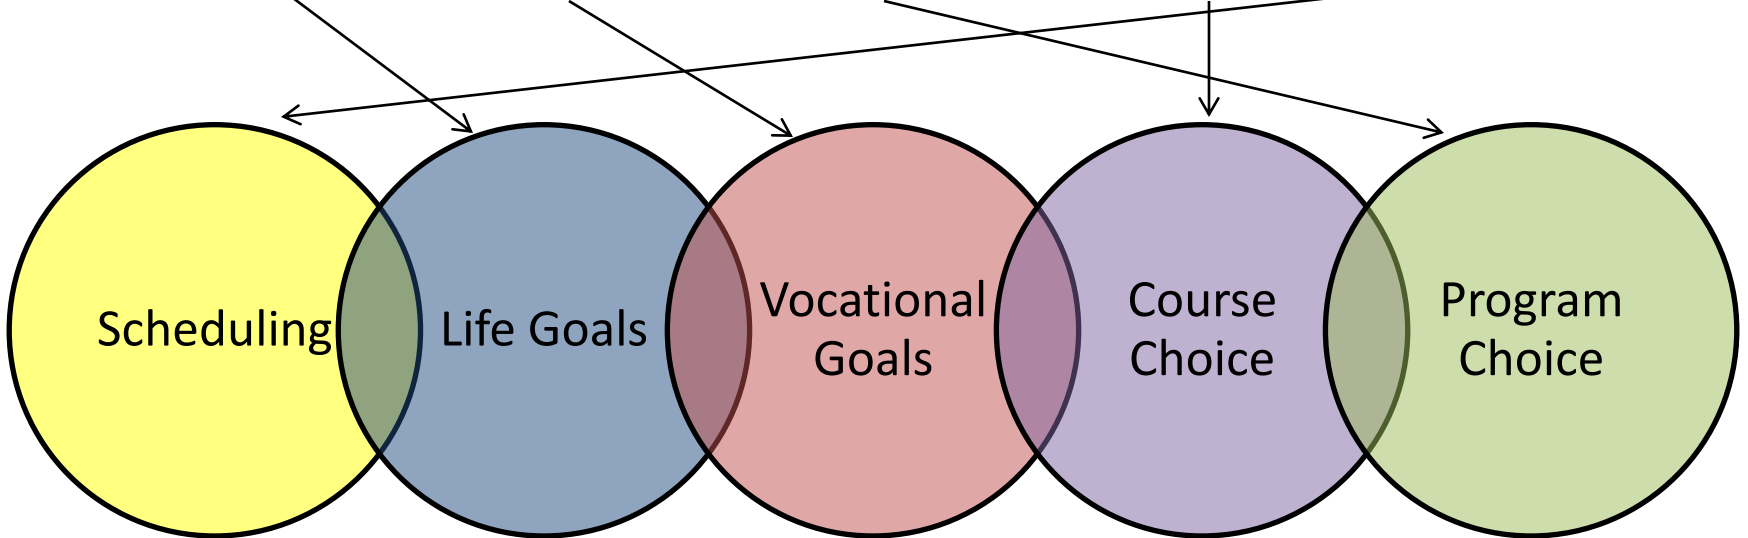 Scheduling
Life Goals
Vocational
Goals
Course
Choice
Program
Choice